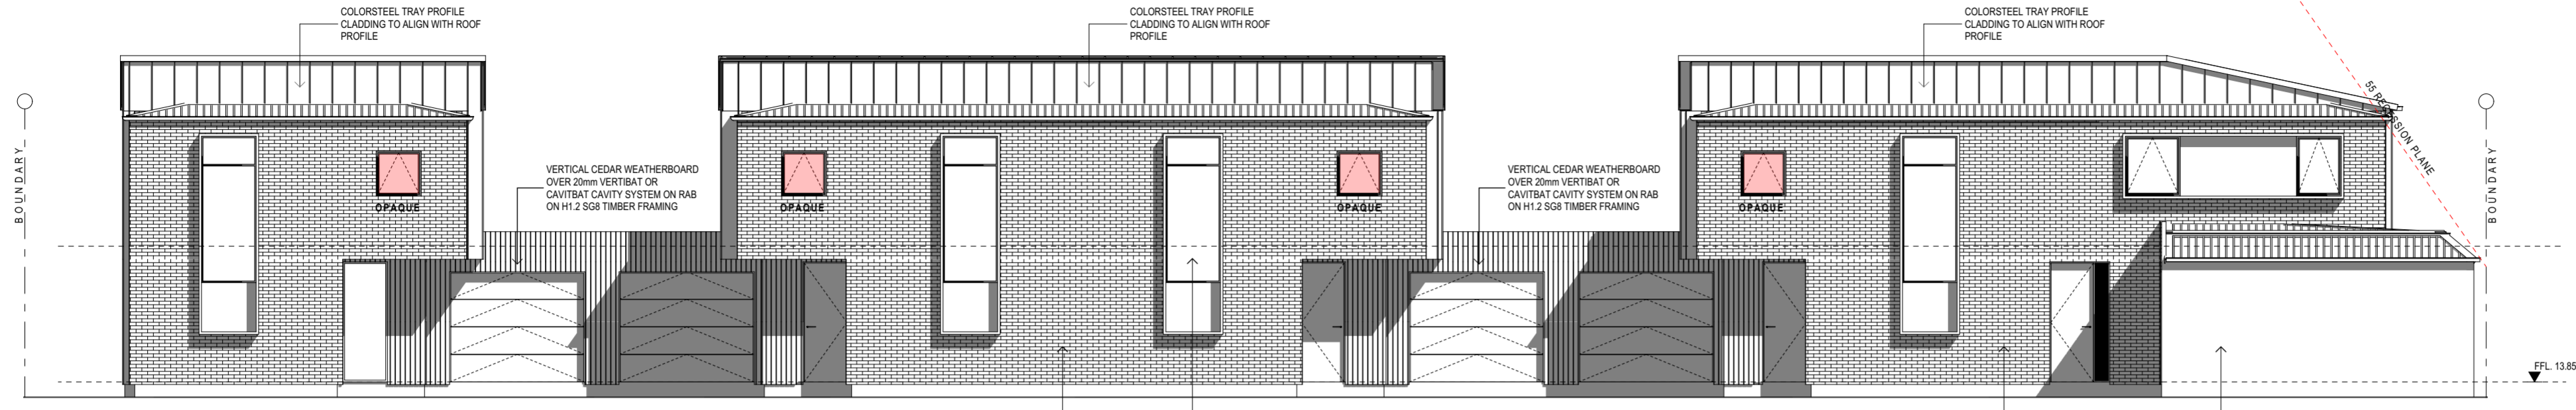 COLORSTEEL TRAY PROFILE
CLADDING TO ALIGN WITH ROOF
PROFILE
COLORSTEEL TRAY PROFILE
CLADDING TO ALIGN WITH ROOF
PROFILE
COLORSTEEL TRAY PROFILE
CLADDING TO ALIGN WITH ROOF
PROFILE
55 RECESSION PLANE
BOUNDARY
VERTICAL CEDAR WEATHERBOARD
OVER 20mm VERTIBAT OR
CAVITBAT CAVITY SYSTEM ON RAB
ON H1.2 SG8 TIMBER FRAMING
VERTICAL CEDAR WEATHERBOARD
OVER 20mm VERTIBAT OR
CAVITBAT CAVITY SYSTEM ON RAB
ON H1.2 SG8 TIMBER FRAMING
BOUNDARY
OPAQUE
OPAQUE
OPAQUE
OPAQUE
FFL. 13.85